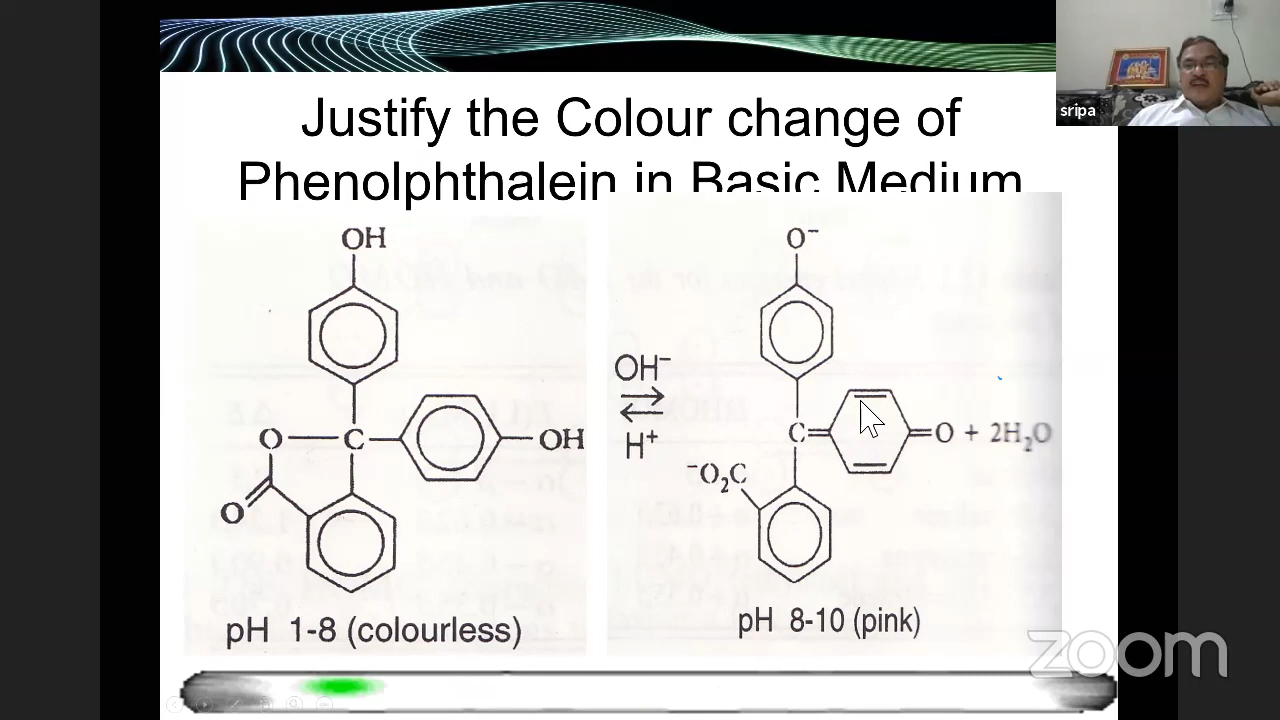 Justify the Colour change of
Phenolphthalein in Basic Medium
sripa
OH
OH
O
C
O
pH 1-8 (colourless)
OH⁻
H⁺
O⁻
C
O + 2H₂O
⁻O₂C
pH 8-10 (pink)
zoom